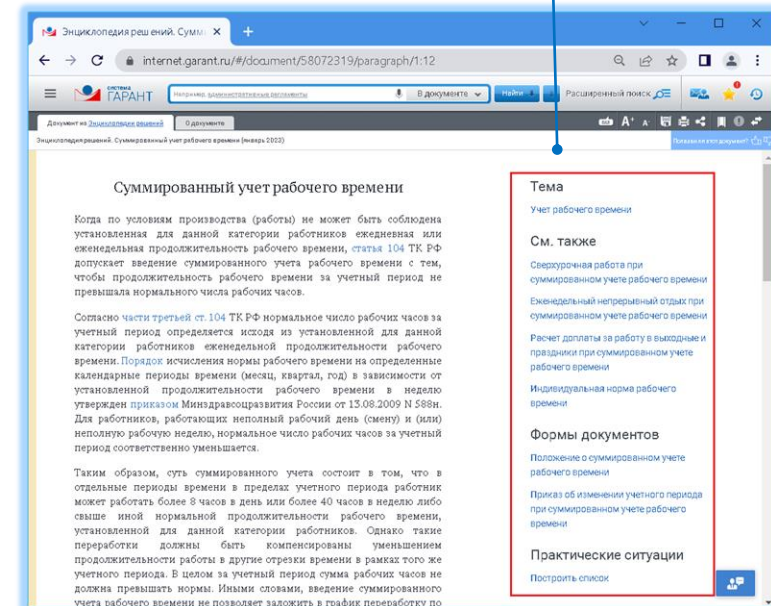 Энциклопедия решений. Сумм
internet.garant.ru/#/document/58072319/paragraph/1:12
СИСТЕМА
ГАРАНТ
Например, административные регламенты
В документе
Найти
Расширенный поиск
Документ из Энциклопедии решений
О документе
Энциклопедия решений. Суммированный учет рабочего времени (январь 2023)
Суммированный учет рабочего времени
Когда по условиям производства (работы) не может быть соблюдена
установленная для данной категории работников ежедневная или
еженедельная продолжительность рабочего времени, статья 104 ТК РФ
допускает введение суммированного учета рабочего времени с тем,
чтобы продолжительность рабочего времени за учетный период не
превышала нормального числа рабочих часов.
Согласно части третьей ст. 104 ТК РФ нормальное число рабочих часов за
учетный период определяется исходя из установленной для данной
категории работников еженедельной продолжительности рабочего
времени. Порядок исчисления нормы рабочего времени на определенные
календарные периоды времени (месяц, квартал, год) в зависимости от
установленной продолжительности рабочего времени в неделю
утвержден приказом Минздравсоцразвития России от 13.08.2009 N 588н.
Для работников, работающих неполный рабочий день (смену) и (или)
неполную рабочую неделю, нормальное число рабочих часов за учетный
период соответственно уменьшается.
Таким образом, суть суммированного учета состоит в том, что в
отдельные периоды времени в пределах учетного периода работник
может работать более 8 часов в день или более 40 часов в неделю либо
свыше иной нормальной продолжительности рабочего времени,
установленной для данной категории работников. Однако такие
переработки должны быть компенсированы уменьшением
продолжительности работы в другие отрезки времени в рамках того же
учетного периода. В целом за учетный период сумма рабочих часов не
должна превышать нормы. Иными словами, введение суммированного
учета рабочего времени не позволяет заложить в график переработку по
Тема
Учет рабочего времени
См. также
Сверхурочная работа при
суммированном учете рабочего времени
Еженедельный непрерывный отдых при
суммированном учете рабочего времени
Расчет доплаты за работу в выходные и
праздники при суммированном учете
рабочего времени
Индивидуальная норма рабочего
времени
Формы документов
Положение о суммированном учете
рабочего времени
Приказ об изменении учетного периода
при суммированном учете рабочего
времени
Практические ситуации
Построить список